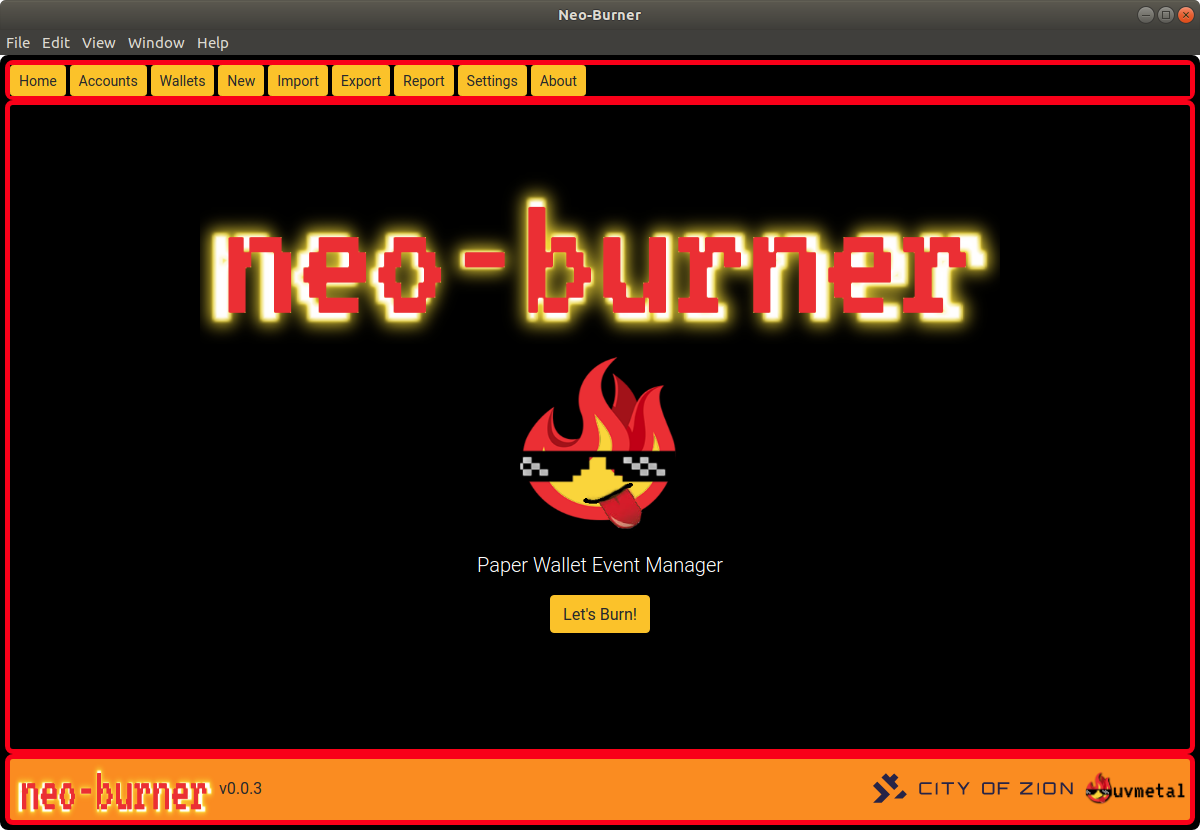 Neo-Burner
File Edit View Window Help
Home Accounts Wallets New Import Export Report Settings About
neo-burner
Paper Wallet Event Manager
Let's Burn!
neo-burner v0.0.3 CITY OF ZION uvmetal